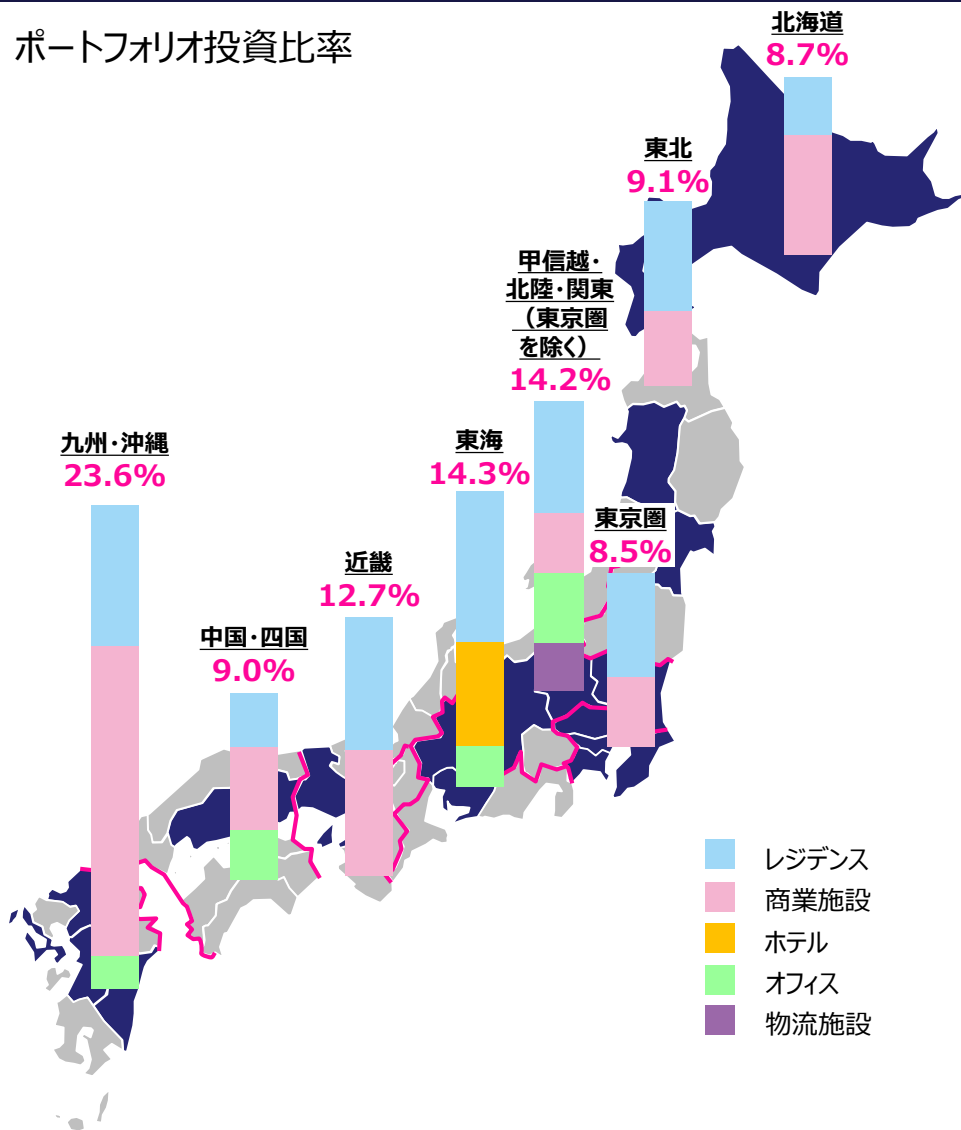 ポートフォリオ投資比率
北海道
8.7%
東北
9.1%
甲信越・
北陸・関東
（東京圏
を除く）
14.2%
九州・沖縄
23.6%
東海
14.3%
東京圏
8.5%
近畿
12.7%
中国・四国
9.0%
レジデンス
商業施設
ホテル
オフィス
物流施設